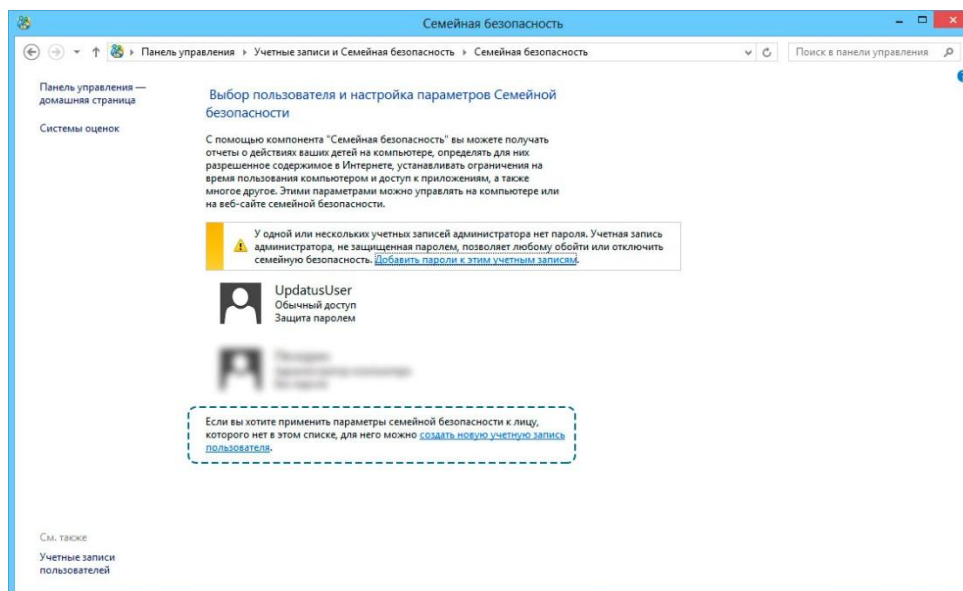 Семейная безопасность
Панель управления
Учетные записи и Семейная безопасность
Семейная безопасность
Поиск в панели управления
Панель управления —
домашняя страница
Системы оценок
Выбор пользователя и настройка параметров Семейной
безопасности
С помощью компонента "Семейная безопасность" вы можете получать
отчеты о действиях ваших детей на компьютере, определять для них
разрешенное содержимое в Интернете, устанавливать ограничения на
время пользования компьютером и доступ к приложениям, а также
многое другое. Этими параметрами можно управлять на компьютере или
на веб-сайте семейной безопасности.
У одной или нескольких учетных записей администратора нет пароля. Учетная запись
администратора, не защищенная паролем, позволяет любому обойти или отключить
семейную безопасность. Добавить пароли к этим учетным записям.
UpdatusUser
Обычный доступ
Защита паролем
Если вы хотите применить параметры семейной безопасности к лицу,
которого нет в этом списке, для него можно создать новую учетную запись
пользователя.
См. также
Учетные записи
пользователей